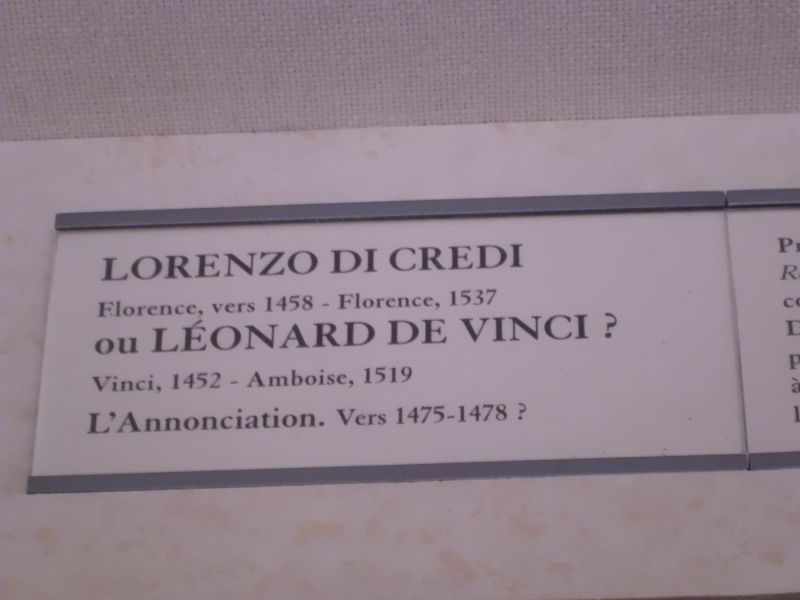 LORENZO DI CREDI
Florence, vers 1458 - Florence, 1537
ou LÉONARD DE VINCI ?
Vinci, 1452 - Amboise, 1519
L'Annonciation. Vers 1475-1478 ?